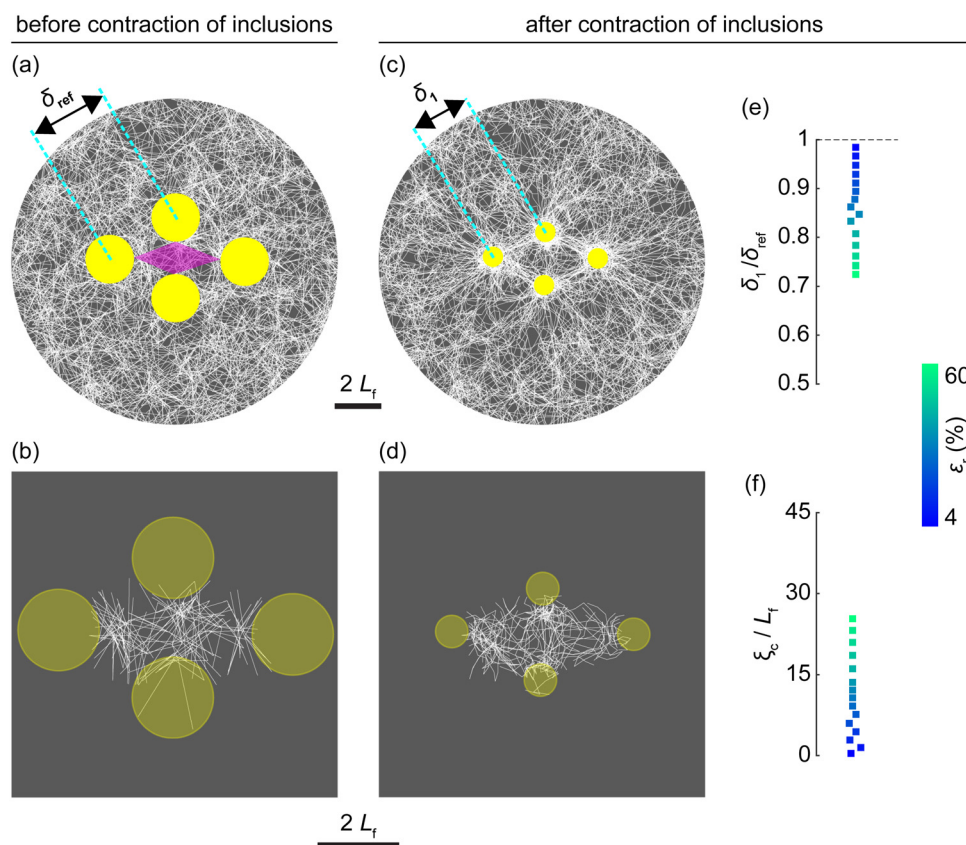 before contraction of inclusions
after contraction of inclusions
(a)
δref
(c)
δ1
(e)
1
0.9
0.8
0.7
0.6
0.5
δ1/δref
2 Lf
60
εr (%)
4
(b)
(d)
(f)
45
30
15
0
ξc / Lf
2 Lf